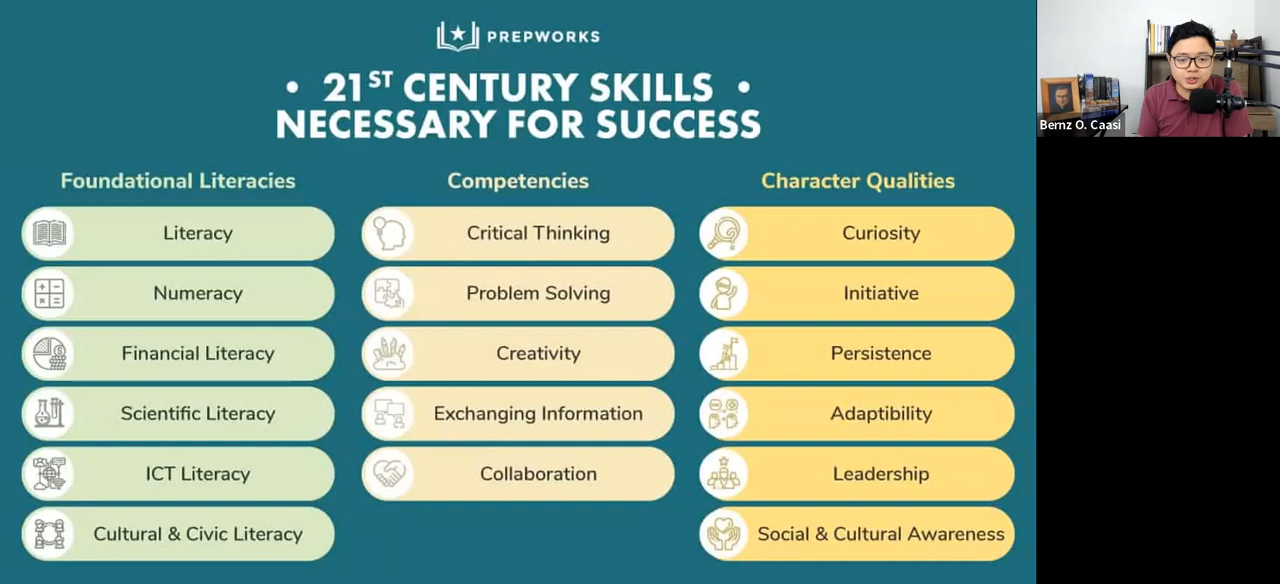 PREPWORKS
• 21ST CENTURY SKILLS •
NECESSARY FOR SUCCESS
Foundational Literacies
Literacy
Numeracy
Financial Literacy
Scientific Literacy
ICT Literacy
Cultural & Civic Literacy
Competencies
Critical Thinking
Problem Solving
Creativity
Exchanging Information
Collaboration
Character Qualities
Curiosity
Initiative
Persistence
Adaptibility
Leadership
Social & Cultural Awareness
Bernz O. Caasi